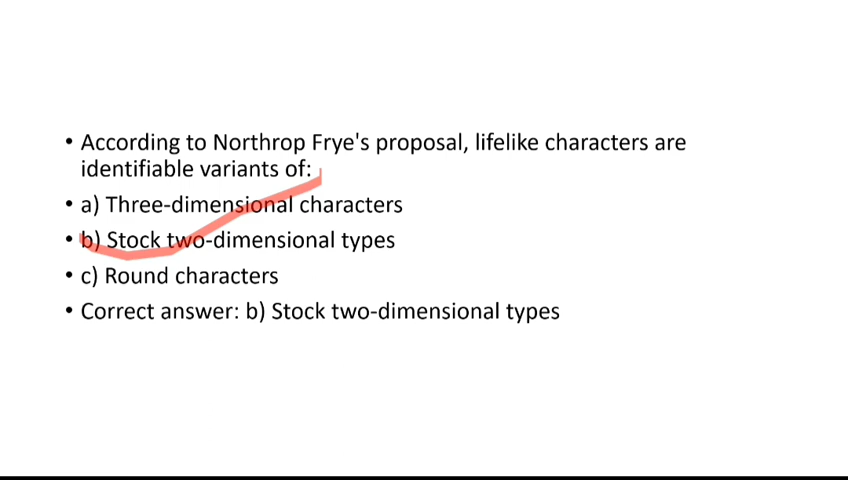 • According to Northrop Frye's proposal, lifelike characters are
identifiable variants of:
• a) Three-dimensional characters
• b) Stock two-dimensional types
• c) Round characters
• Correct answer: b) Stock two-dimensional types